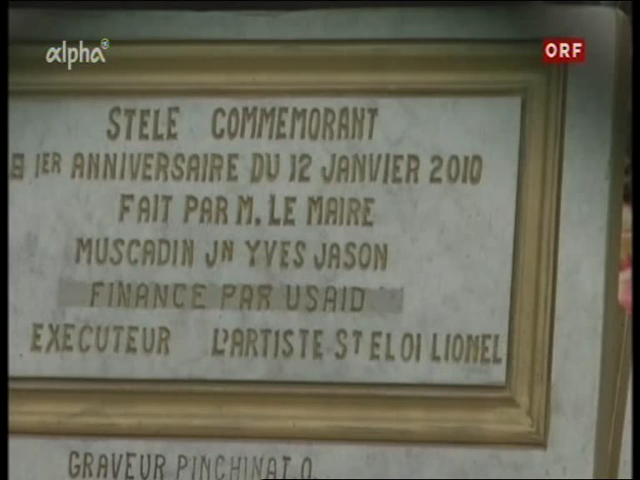 alpha
ORF
STELE COMMEMORANT
1ER ANNIVERSAIRE DU 12 JANVIER 2010
FAIT PAR M. LE MAIRE
MUSCADIN JN YVES JASON
FINANCE PAR USAID
EXECUTEUR L'ARTISTE ST ELOI LIONEL
GRAVEUR PINCHINAT O